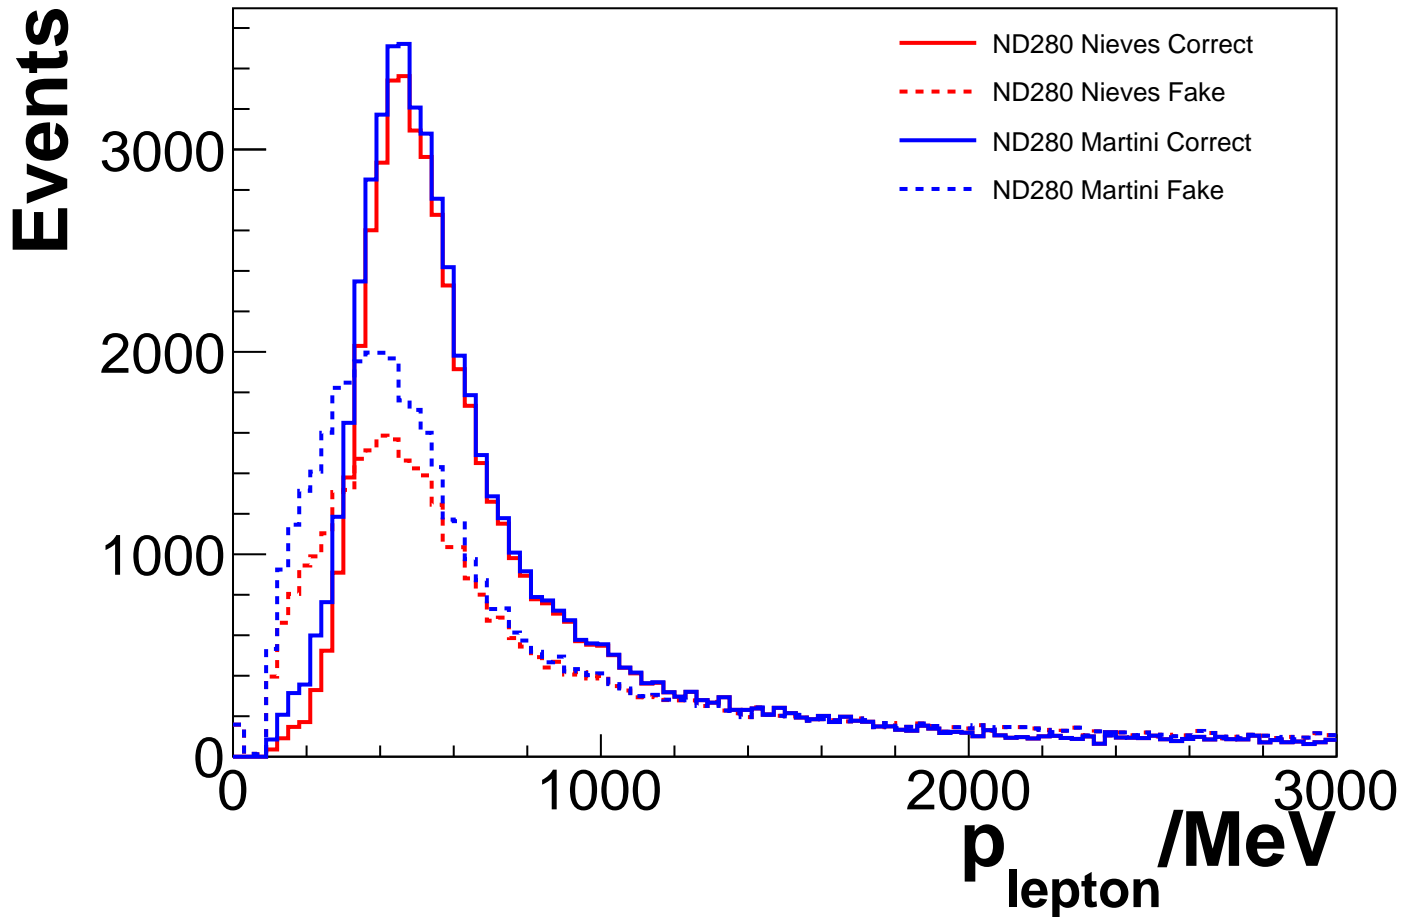 Events
ND280 Nieves Correct
ND280 Nieves Fake
ND280 Martini Correct
ND280 Martini Fake
3000
2000
1000
0
0 1000 2000 3000
p_lepton /MeV